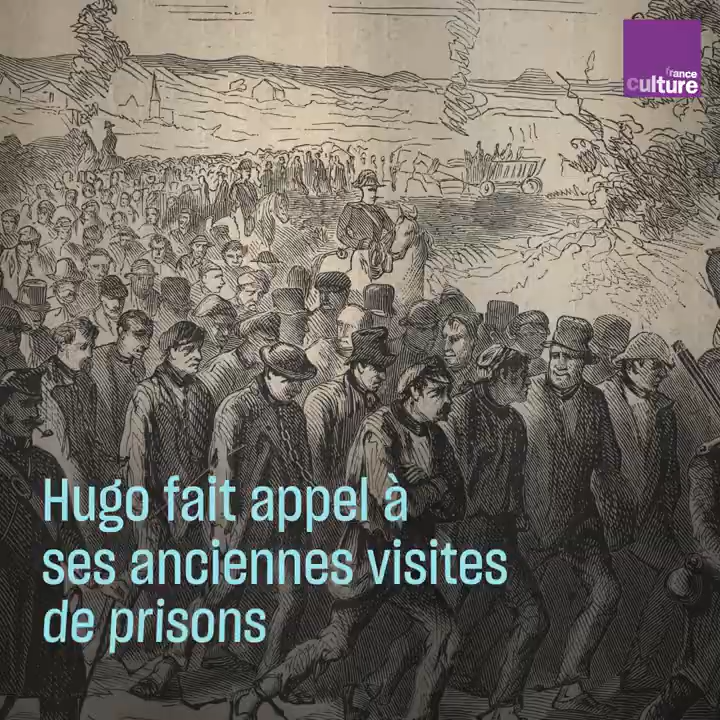 france
culture
Hugo fait appel à
ses anciennes visites
de prisons